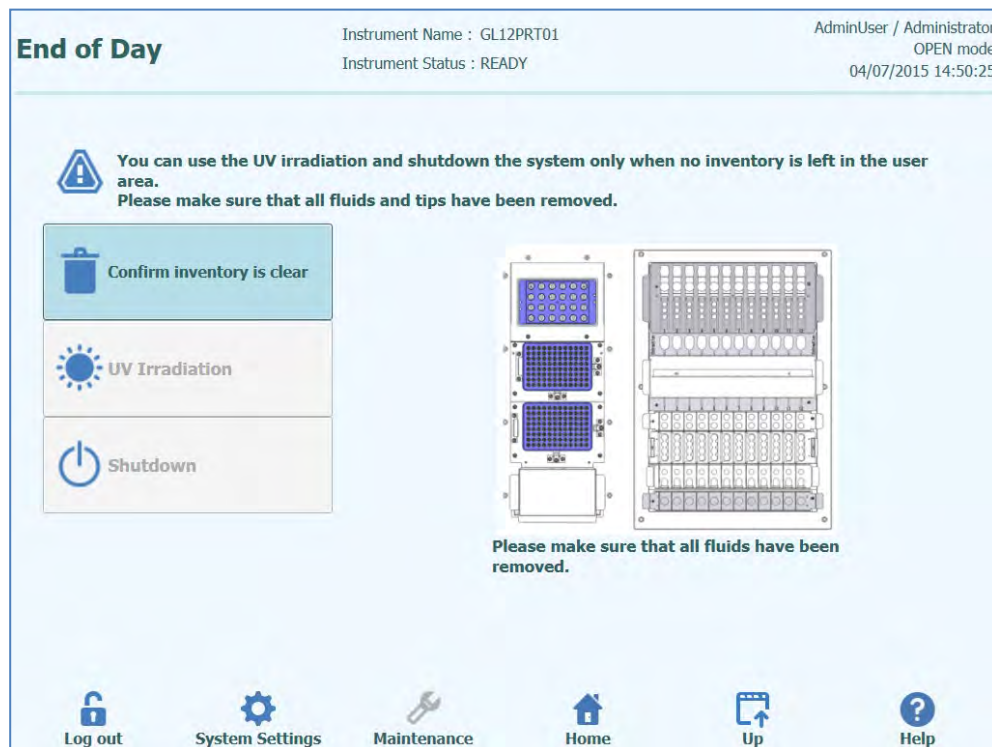 End of Day
Instrument Name : GL12PRT01
Instrument Status : READY
AdminUser / Administrator
OPEN mode
04/07/2015 14:50:25
You can use the UV irradiation and shutdown the system only when no inventory is left in the user
area.
Please make sure that all fluids and tips have been removed.
Confirm inventory is clear
UV Irradiation
Shutdown
Please make sure that all fluids have been
removed.
Log out
System Settings
Maintenance
Home
Up
Help